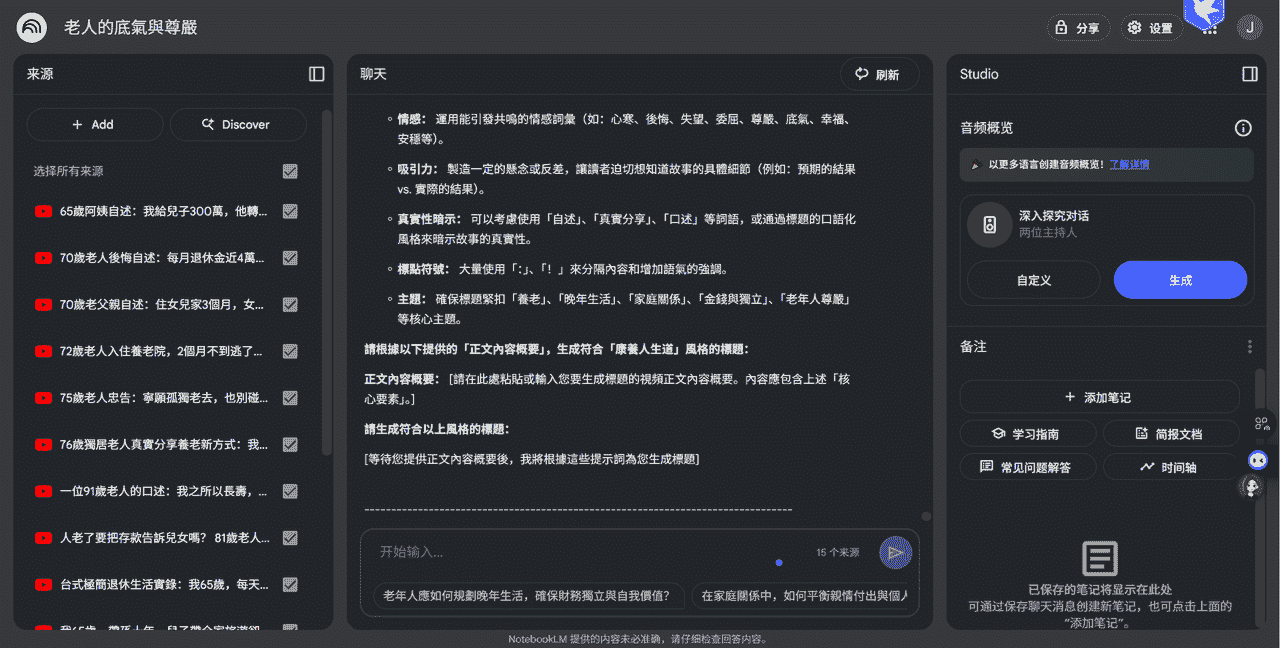 老人的底氣與尊嚴
分享
设置
J
来源
+ Add
Discover
选择所有来源
65歲阿姨自述：我給兒子300萬，他轉...
70歲老人後悔自述：每月退休金近4萬...
70歲老父親自述：住女兒家3個月，女...
72歲老人入住養老院，2個月不到逃了...
75歲老人忠告：寧願孤獨老去，也別碰...
76歲獨居老人真實分享養老新方式：我...
一位91歲老人的口述：我之所以長壽，...
人老了要把存款告訴兒女嗎？ 81歲老人...
台式極簡退休生活實錄：我65歲，每天...
聊天
刷新
情感： 運用能引發共鳴的情感詞彙（如：心寒、後悔、失望、委屈、尊嚴、底氣、幸福、
安穩等）。
吸引力： 製造一定的懸念或反差，讓讀者迫切想知道故事的具體細節（例如：預期的結果
vs. 實際的結果）。
真實性暗示： 可以考慮使用「自述」、「真實分享」、「口述」等詞語，或通過標題的口語化
風格來暗示故事的真實性。
標點符號： 大量使用「：」、「！」來分隔內容和增加語氣的強調。
主題： 確保標題緊扣「養老」、「晚年生活」、「家庭關係」、「金錢與獨立」、「老年人尊嚴」
等核心主題。
請根據以下提供的「正文內容概要」，生成符合「康養人生道」風格的標題：
正文內容概要： [請在此處粘貼或輸入您要生成標題的視頻正文內容概要。內容應包含上述「核
心要素」。]
請生成符合以上風格的標題：
[等待您提供正文內容概要後，我將根據這些提示詞為您生成標題]
--------------------------------------------------------------------------------
开始输入...
15 个来源
老年人應如何規劃晚年生活，確保財務獨立與自我價值？
在家庭關係中，如何平衡親情付出與個人
NotebookLM 提供的内容未必准确，请仔细检查回答内容。
Studio
音频概览
以更多语言创建音频概览！了解详情
深入探究对话
两位主持人
自定义
生成
备注
+ 添加笔记
学习指南
简报文档
常见问题解答
时间轴
已保存的笔记将显示在此处
可通过保存聊天消息创建新笔记，也可点击上面的
“添加笔记”。